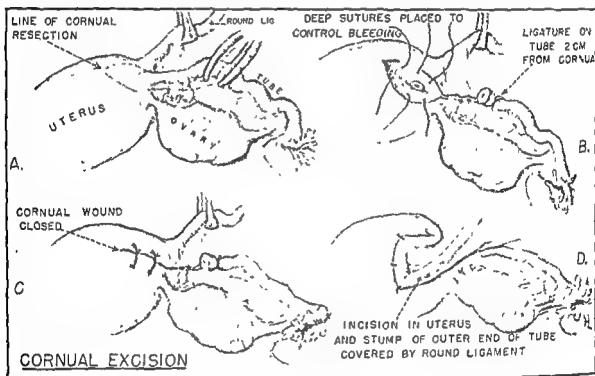 LINE OF CORNUAL
RESECTION
ROUND LIG
TUBE
UTERUS
OVARY
A.
DEEP SUTURES PLACED TO
CONTROL BLEEDING
LIGATURE ON
TUBE 2 CM
FROM CORNUA
B.
CORNUAL WOUND
CLOSED
C
D.
INCISION IN UTERUS
AND STUMP OF OUTER END OF TUBE
COVERED BY ROUND LIGAMENT
CORNUAL EXCISION